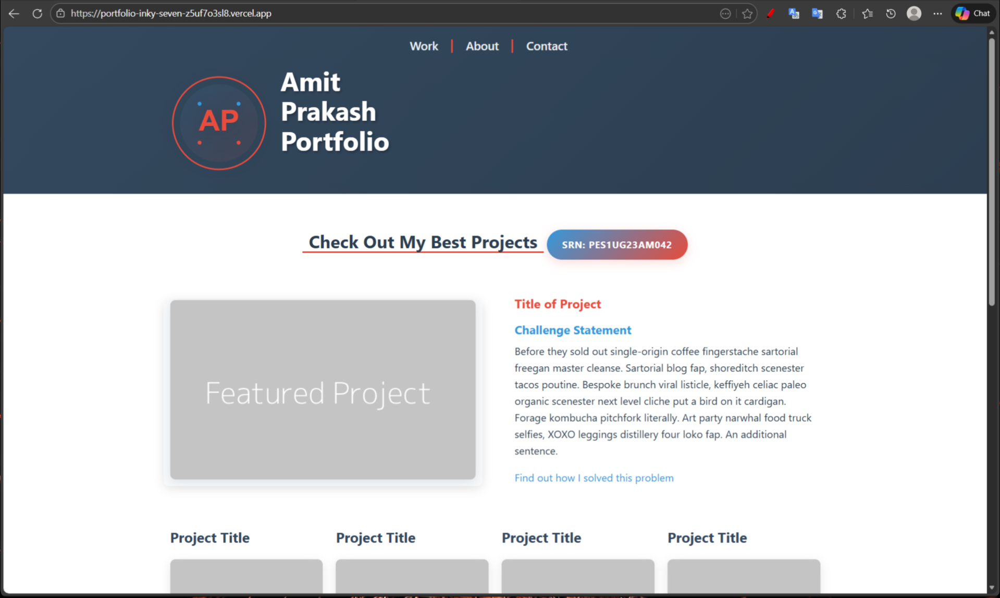 https://portfolio-inky-seven-z5uf7o3sl8.vercel.app
Chat
Work
About
Contact
AP
Amit
Prakash
Portfolio
Check Out My Best Projects
SRN: PES1UG23AM042
Featured Project
Title of Project
Challenge Statement
Before they sold out single-origin coffee fingerstache sartorial
freegan master cleanse. Sartorial blog fap, shoreditch scenester
tacos poutine. Bespoke brunch viral listicle, keffiyeh celiac paleo
organic scenester next level cliche put a bird on it cardigan.
Forage kombucha pitchfork literally. Art party narwhal food truck
selfies, XOXO leggings distillery four loko fap. An additional
sentence.
Find out how I solved this problem
Project Title
Project Title
Project Title
Project Title